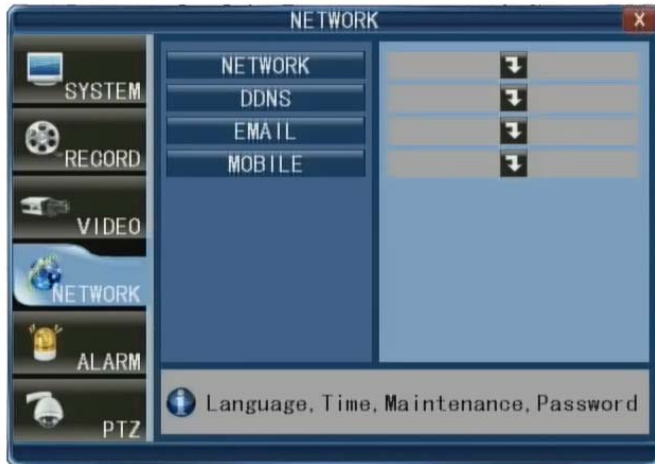 NETWORK
X
SYSTEM
RECORD
VIDEO
NETWORK
ALARM
PTZ
NETWORK
DDNS
EMAIL
MOBILE
Language, Time, Maintenance, Password